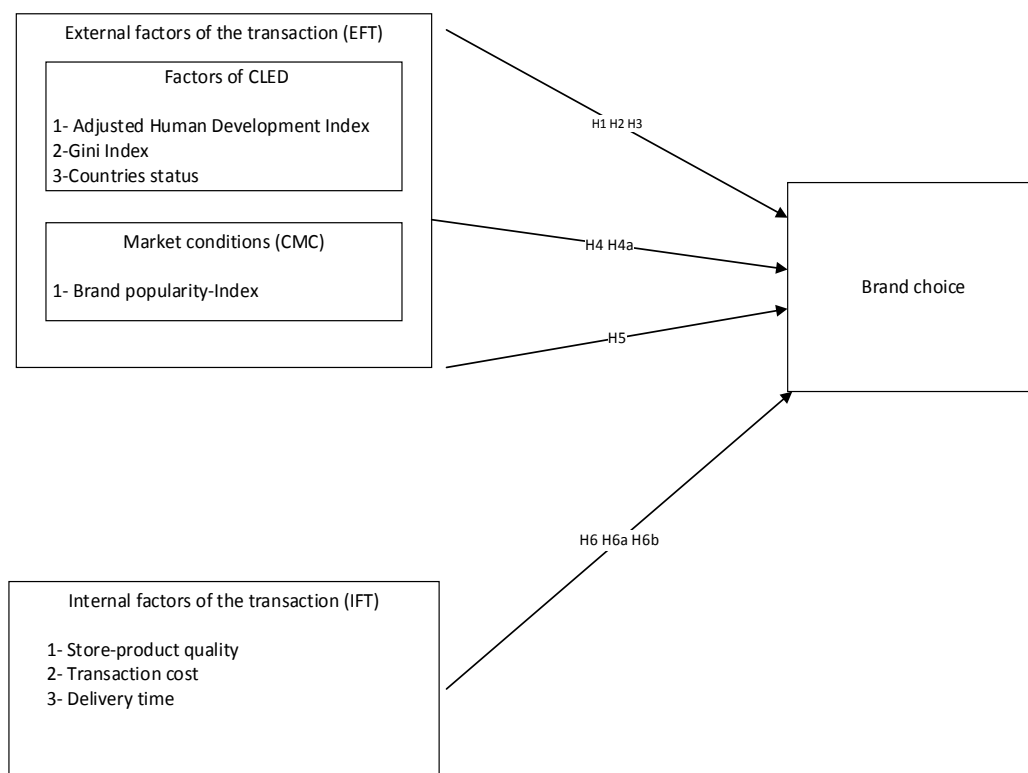 External factors of the transaction (EFT)
Factors of CLED
1- Adjusted Human Development Index
2-Gini Index
3-Countries status
Market conditions (CMC)
1- Brand popularity-Index
H1 H2 H3
H4 H4a
H5
Brand choice
H6 H6a H6b
Internal factors of the transaction (IFT)
1- Store-product quality
2- Transaction cost
3- Delivery time